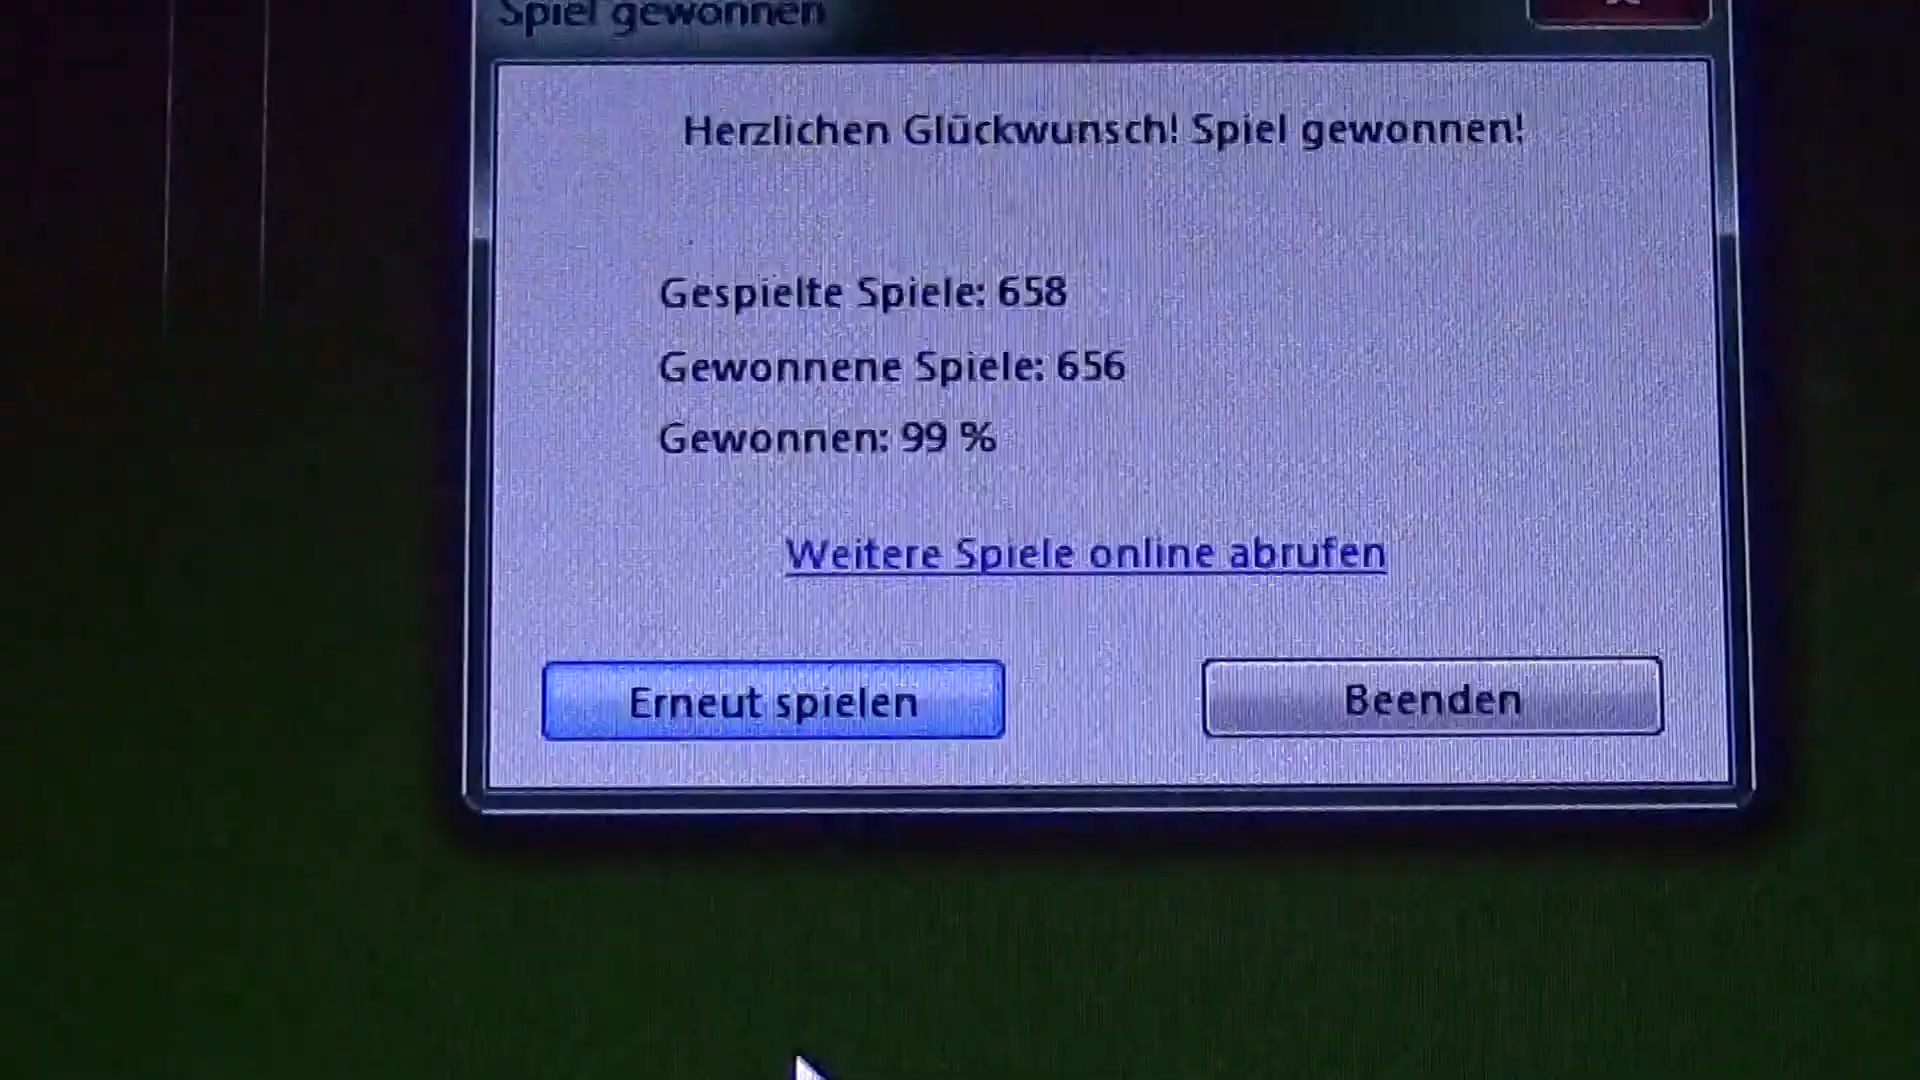 Spiel gewonnen
Herzlichen Glückwunsch! Spiel gewonnen!
Gespielte Spiele: 658
Gewonnene Spiele: 656
Gewonnen: 99 %
Weitere Spiele online abrufen
Erneut spielen
Beenden